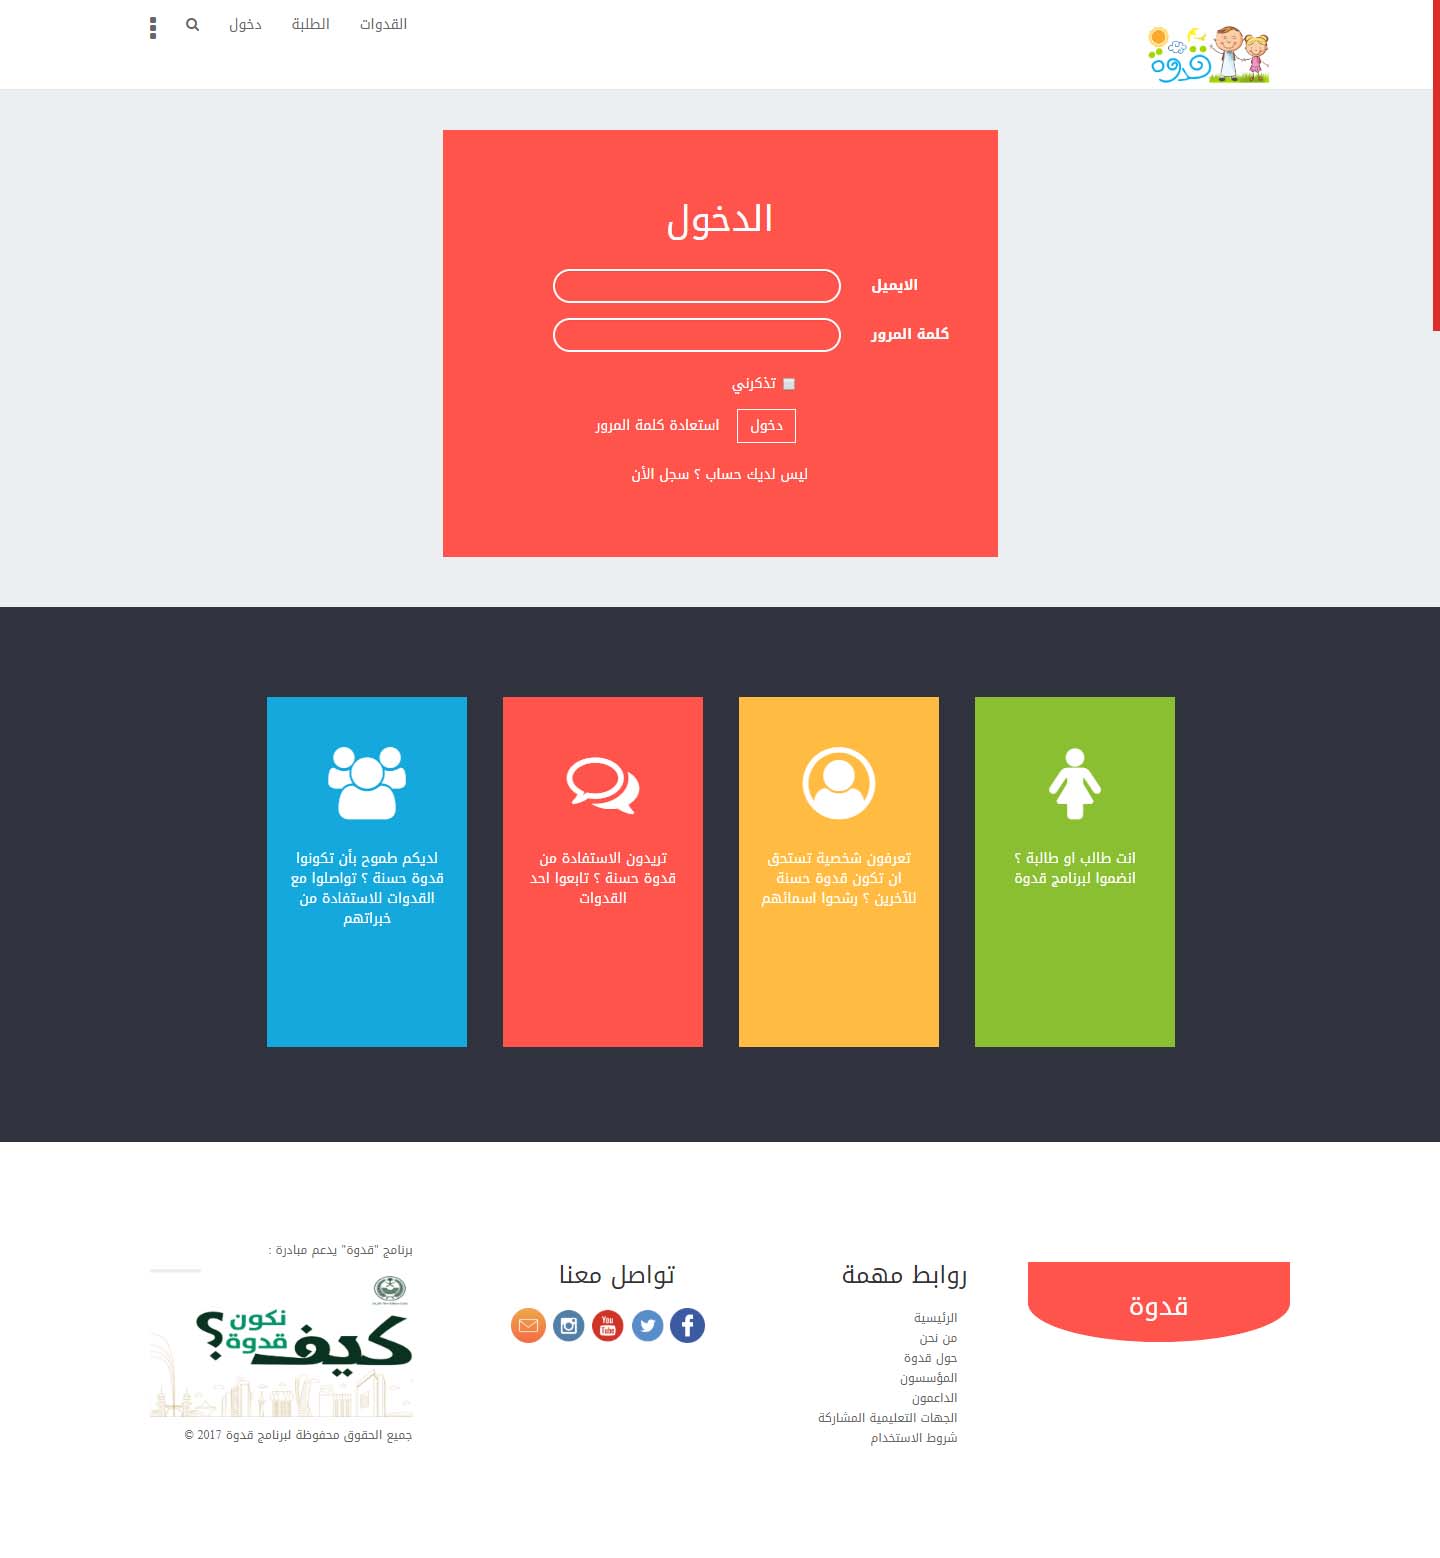 قدوة
القدوات
الطلبة
دخول
الدخول
الايميل
كلمة المرور
تذكرني
دخول
استعادة كلمة المرور
ليس لديك حساب ؟ سجل الأن
انت طالب او طالبة ؟
انضموا لبرنامج قدوة
تعرفون شخصية تستحق
ان تكون قدوة حسنة
للآخرين ؟ رشحوا اسمائهم
تريدون الاستفادة من
قدوة حسنة ؟ تابعوا احد
القدوات
لديكم طموح بأن تكونوا
قدوة حسنة ؟ تواصلوا مع
القدوات للاستفادة من
خبراتهم
قدوة
روابط مهمة
الرئيسية
من نحن
حول قدوة
المؤسسون
الداعمون
الجهات التعليمية المشاركة
شروط الاستخدام
تواصل معنا
You
Tube
برنامج "قدوة" يدعم مبادرة :
كيف نكون قدوة؟
جميع الحقوق محفوظة لبرنامج قدوة 2017 ©